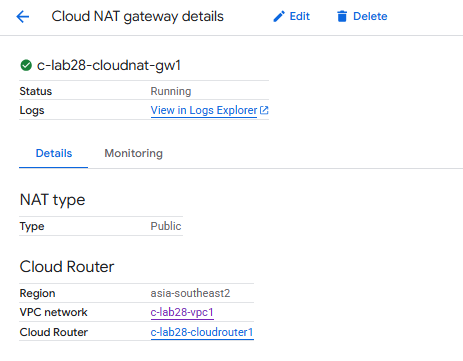 Cloud NAT gateway details Edit Delete
c-lab28-cloudnat-gw1
Status Running
Logs View in Logs Explorer
Details Monitoring
NAT type
Type Public
Cloud Router
Region asia-southeast2
VPC network c-lab28-vpc1
Cloud Router c-lab28-cloudrouter1